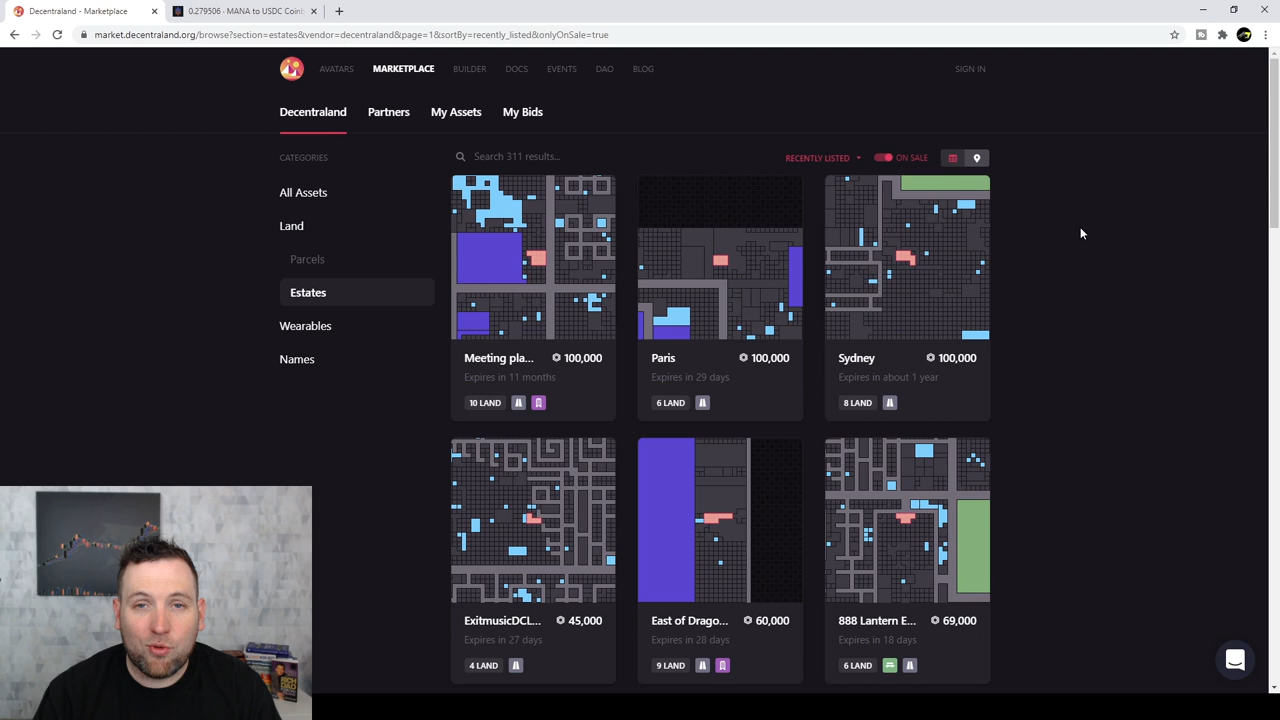 Decentraland - Marketplace
0.279506 · MANA to USDC Coinb
market.decentraland.org/browse?section=estates&vendor=decentraland&page=1&sortBy=recently_listed&onlyOnSale=true
AVATARS MARKETPLACE BUILDER DOCS EVENTS DAO BLOG SIGN IN
Decentraland Partners My Assets My Bids
CATEGORIES
All Assets
Land
Parcels
Estates
Wearables
Names
Search 311 results...
RECENTLY LISTED
ON SALE
Meeting pla... 100,000
Expires in 11 months
10 LAND
Paris 100,000
Expires in 29 days
6 LAND
Sydney 100,000
Expires in about 1 year
8 LAND
ExitmusicDCL... 45,000
Expires in 27 days
4 LAND
East of Drago... 60,000
Expires in 28 days
9 LAND
888 Lantern E... 69,000
Expires in 18 days
6 LAND
RICH
DAD